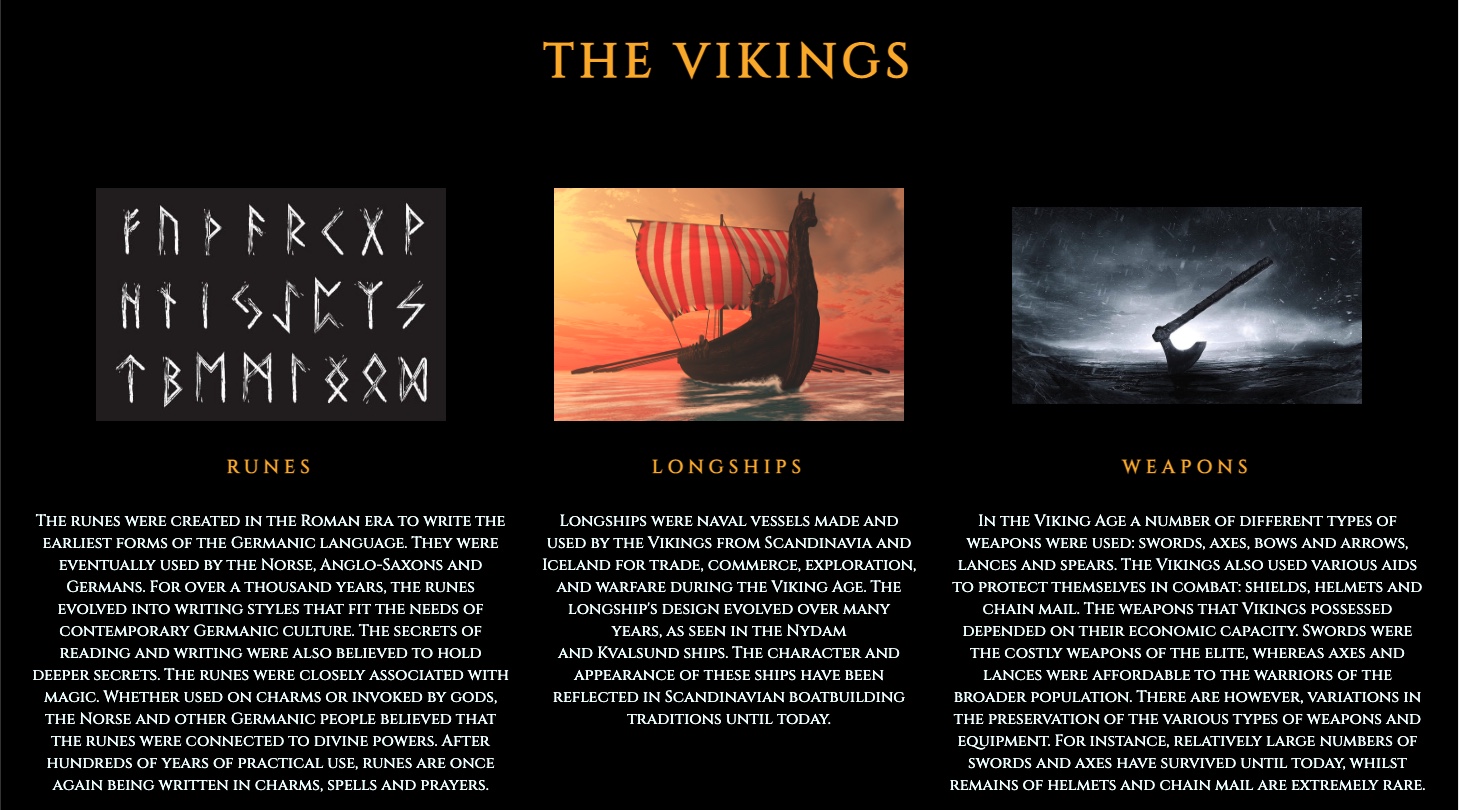 THE VIKINGS
ᚠ ᚢ ᚦ ᚨ ᚱ ᚲ ᚷ ᚹ
ᚺ ᚾ ᛁ ᛃ ᛇ ᛈ ᛉ ᛊ
ᛏ ᛒ ᛖ ᛗ ᛚ ᛝ ᛟ ᛞ
RUNES
The runes were created in the Roman era to write the
earliest forms of the Germanic language. They were
eventually used by the Norse, Anglo-Saxons and
Germans. For over a thousand years, the runes
evolved into writing styles that fit the needs of
contemporary Germanic culture. The secrets of
reading and writing were also believed to hold
deeper secrets. The runes were closely associated with
magic. Whether used on charms or invoked by gods,
the Norse and other Germanic people believed that
the runes were connected to divine powers. After
hundreds of years of practical use, runes are once
again being written in charms, spells and prayers.
LONGSHIPS
Longships were naval vessels made and
used by the Vikings from Scandinavia and
Iceland for trade, commerce, exploration,
and warfare during the Viking Age. The
longship's design evolved over many
years, as seen in the Nydam
and Kvalsund ships. The character and
appearance of these ships have been
reflected in Scandinavian boatbuilding
traditions until today.
WEAPONS
In the Viking Age a number of different types of
weapons were used: swords, axes, bows and arrows,
lances and spears. The Vikings also used various aids
to protect themselves in combat: shields, helmets and
chain mail. The weapons that Vikings possessed
depended on their economic capacity. Swords were
the costly weapons of the elite, whereas axes and
lances were affordable to the warriors of the
broader population. There are however, variations in
the preservation of the various types of weapons and
equipment. For instance, relatively large numbers of
swords and axes have survived until today, whilst
remains of helmets and chain mail are extremely rare.